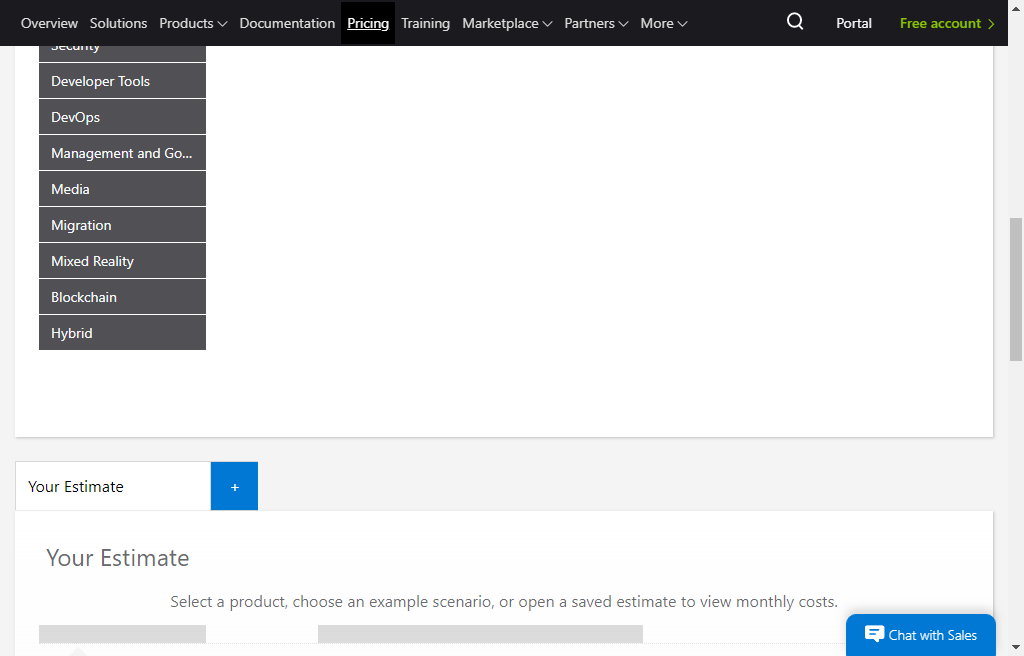 Overview Solutions Products Documentation Pricing Training Marketplace Partners More Portal Free account
Security
Developer Tools
DevOps
Management and Go...
Media
Migration
Mixed Reality
Blockchain
Hybrid
Your Estimate +
Your Estimate
Select a product, choose an example scenario, or open a saved estimate to view monthly costs.
Chat with Sales